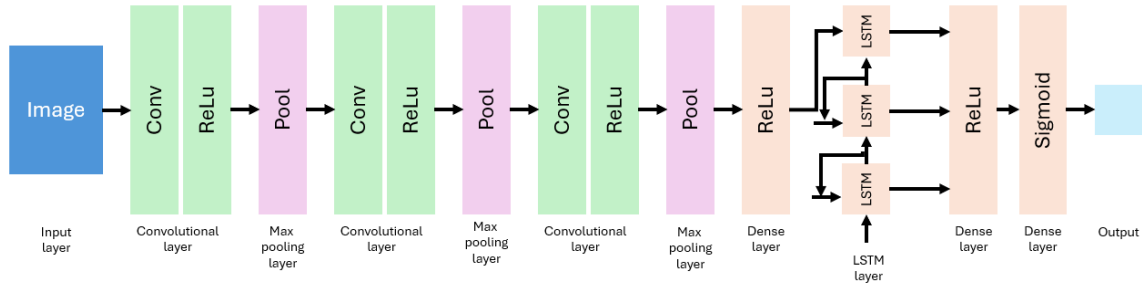 Image
Conv
ReLu
Pool
Conv
ReLu
Pool
Conv
ReLu
Pool
ReLu
LSTM
LSTM
LSTM
ReLu
Sigmoid
Input
layer
Convolutional
layer
Max
pooling
layer
Convolutional
layer
Max
pooling
layer
Convolutional
layer
Max
pooling
layer
Dense
layer
LSTM
layer
Dense
layer
Dense
layer
Output